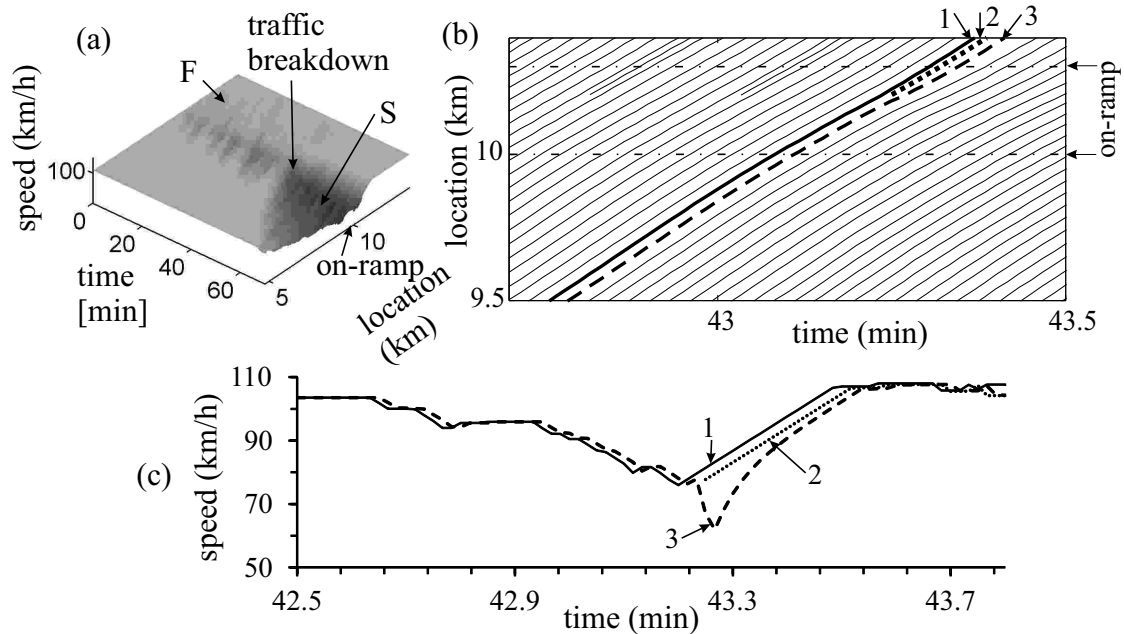 (a)
traffic
breakdown
F
S
speed (km/h)
100
0
20
40
60
time
[min]
5
10
on-ramp
location
(km)
(b)
1 2 3
location (km)
10
9.5
43
43.5
time (min)
on-ramp
(c)
speed (km/h)
110
90
70
50
1
2
3
42.5
42.9
43.3
43.7
time (min)